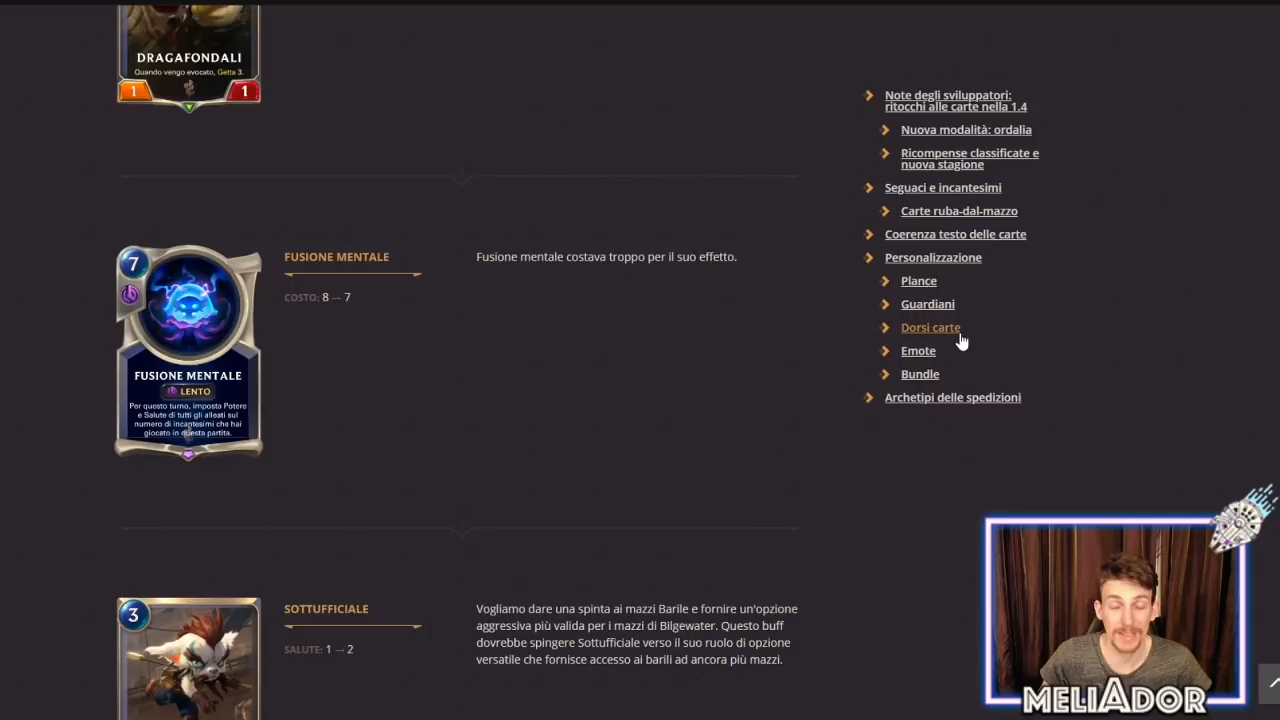 DRAGAFONDALI
Quando vengo evocato, Getta 3.
1
1
7
FUSIONE MENTALE
LENTO
Per questo turno, imposta Potere
e Salute di tutti gli alleati sul
numero di incantesimi che hai
giocato in questa partita.
FUSIONE MENTALE
COSTO: 8 → 7
Fusione mentale costava troppo per il suo effetto.
3
SOTTUFFICIALE
SALUTE: 1 → 2
Vogliamo dare una spinta ai mazzi Barile e fornire un'opzione
aggressiva più valida per i mazzi di Bilgewater. Questo buff
dovrebbe spingere Sottufficiale verso il suo ruolo di opzione
versatile che fornisce accesso ai barili ad ancora più mazzi.
Note degli sviluppatori:
ritocchi alle carte nella 1.4
Nuova modalità: ordalia
Ricompense classificate e
nuova stagione
Seguaci e incantesimi
Carte ruba-dal-mazzo
Coerenza testo delle carte
Personalizzazione
Plance
Guardiani
Dorsi carte
Emote
Bundle
Archetipi delle spedizioni
MELIADOR